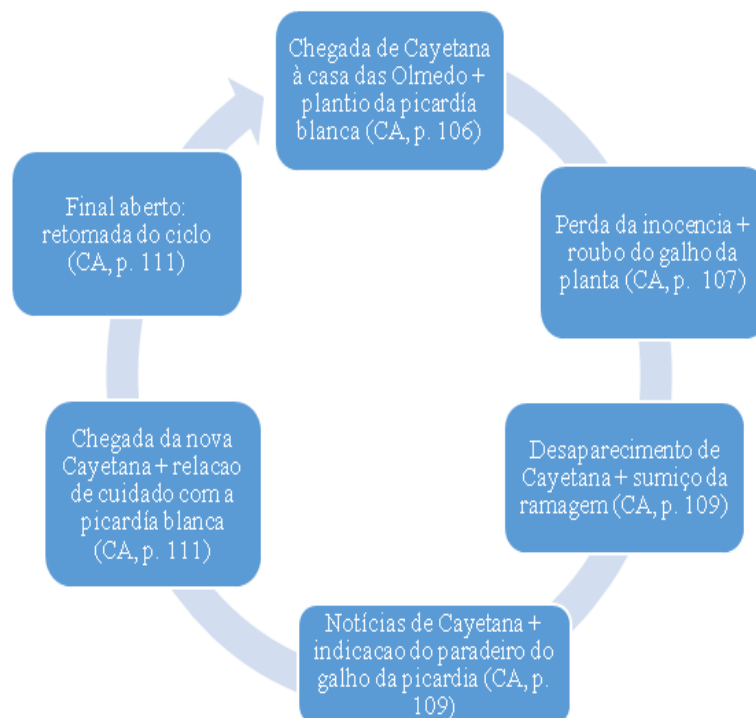 Chegada de Cayetana
à casa das Olmedo +
plantio da picardía
blanca (CA, p. 106)
Perda da inocencia +
roubo do galho da
planta (CA, p. 107)
Desaparecimento de
Cayetana + sumiço da
ramagem (CA, p. 109)
Notícias de Cayetana +
indicacao do paradeiro do
galho da picardia (CA, p.
109)
Chegada da nova
Cayetana + relacao
de cuidado com a
picardía blanca
(CA, p. 111)
Final aberto:
retomada do ciclo
(CA, p. 111)